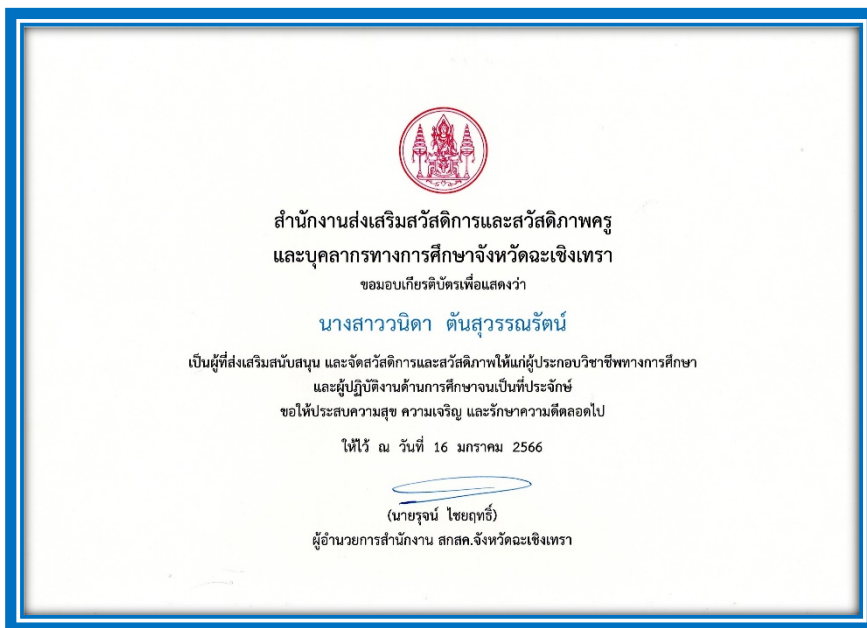 สำนักงานส่งเสริมสวัสดิการและสวัสดิภาพครู
และบุคลากรทางการศึกษาจังหวัดฉะเชิงเทรา
ขอมอบเกียรติบัตรเพื่อแสดงว่า
นางสาววนิดา ตันสุวรรณรัตน์
เป็นผู้ที่ส่งเสริมสนับสนุน และจัดสวัสดิการและสวัสดิภาพให้แก่ผู้ประกอบวิชาชีพทางการศึกษา
และผู้ปฏิบัติงานด้านการศึกษาจนเป็นที่ประจักษ์
ขอให้ประสบความสุข ความเจริญ และรักษาความดีตลอดไป
ให้ไว้ ณ วันที่ 16 มกราคม 2566
(นายรุจน์ ไชยฤทธิ์)
ผู้อำนวยการสำนักงาน สกสค.จังหวัดฉะเชิงเทรา